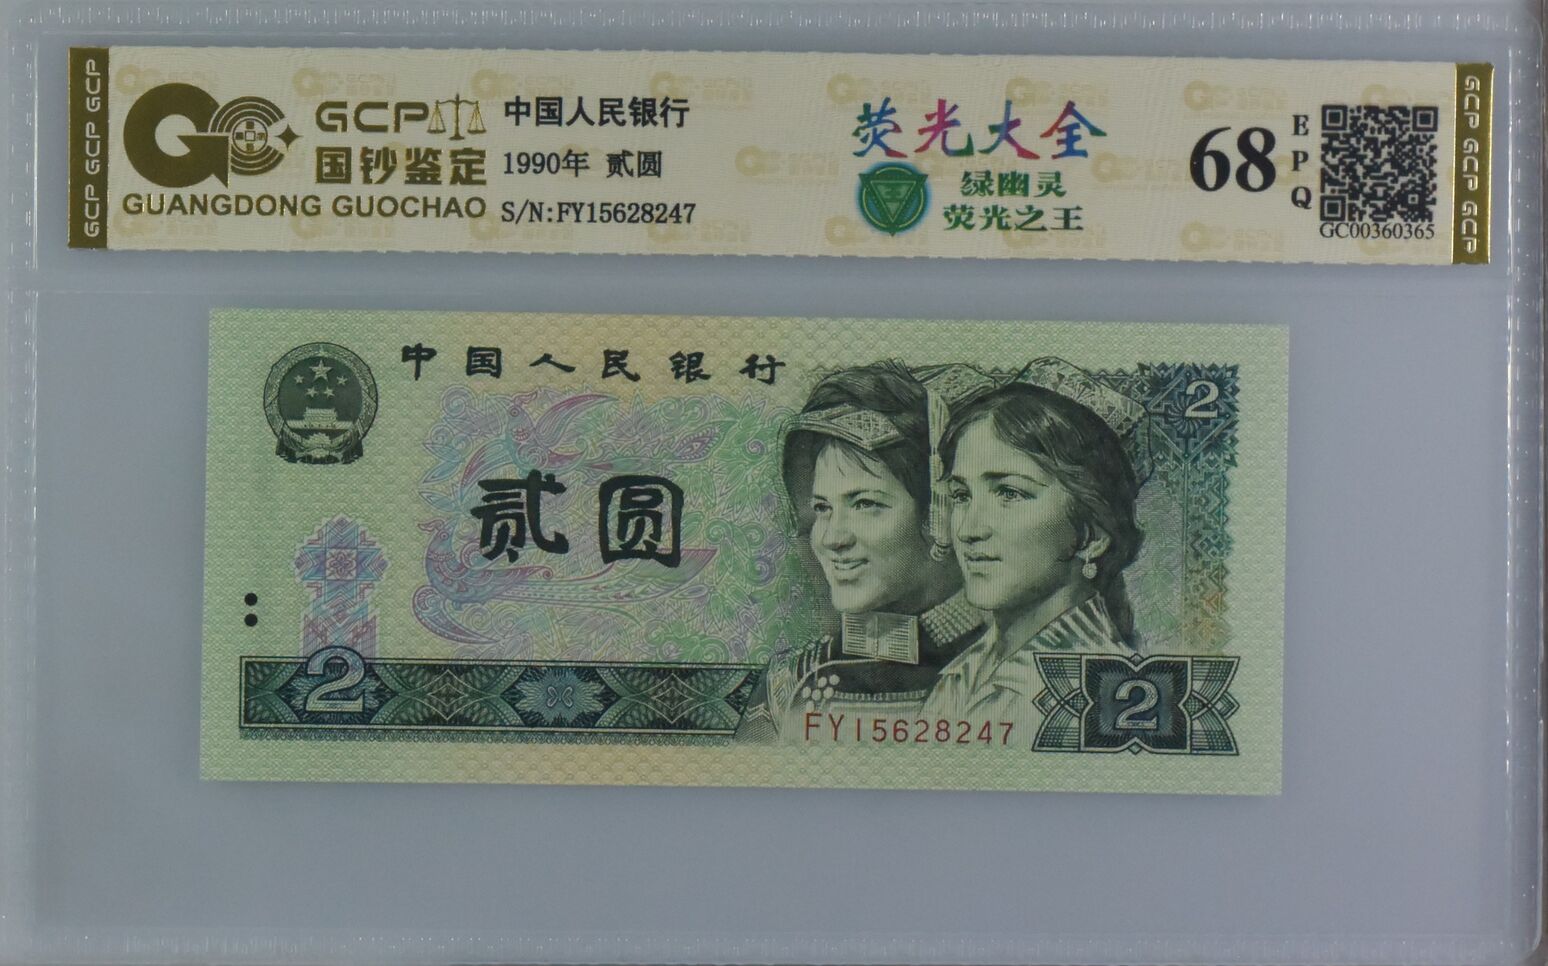 GCP GCP GCP
GCP
国钞鉴定
GUANGDONG GUOCHAO
中国人民银行
1990年 贰圆
S/N:FY15628247
荧光大全
绿幽灵
荧光之王
68
EPQ
GC00360365
GCP GCP GCP
中国人民银行
2
贰圆
2
2
FY15628247